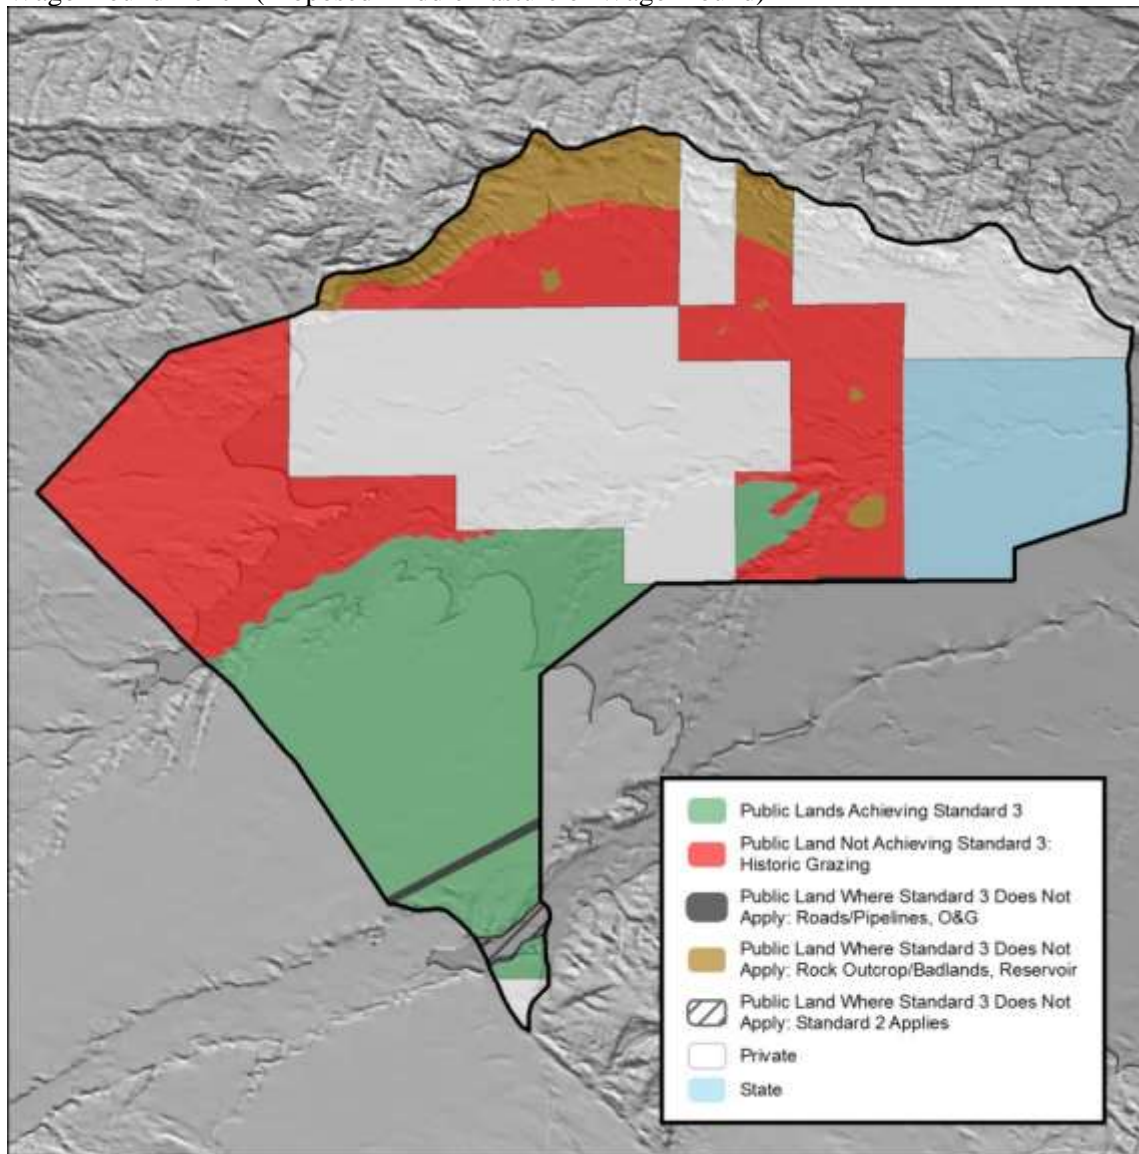 Public Lands Achieving Standard 3
Public Land Not Achieving Standard 3:
Historic Grazing
Public Land Where Standard 3 Does Not
Apply: Roads/Pipelines, O&G
Public Land Where Standard 3 Does Not
Apply: Rock Outcrop/Badlands, Reservoir
Public Land Where Standard 3 Does Not
Apply: Standard 2 Applies
Private
State